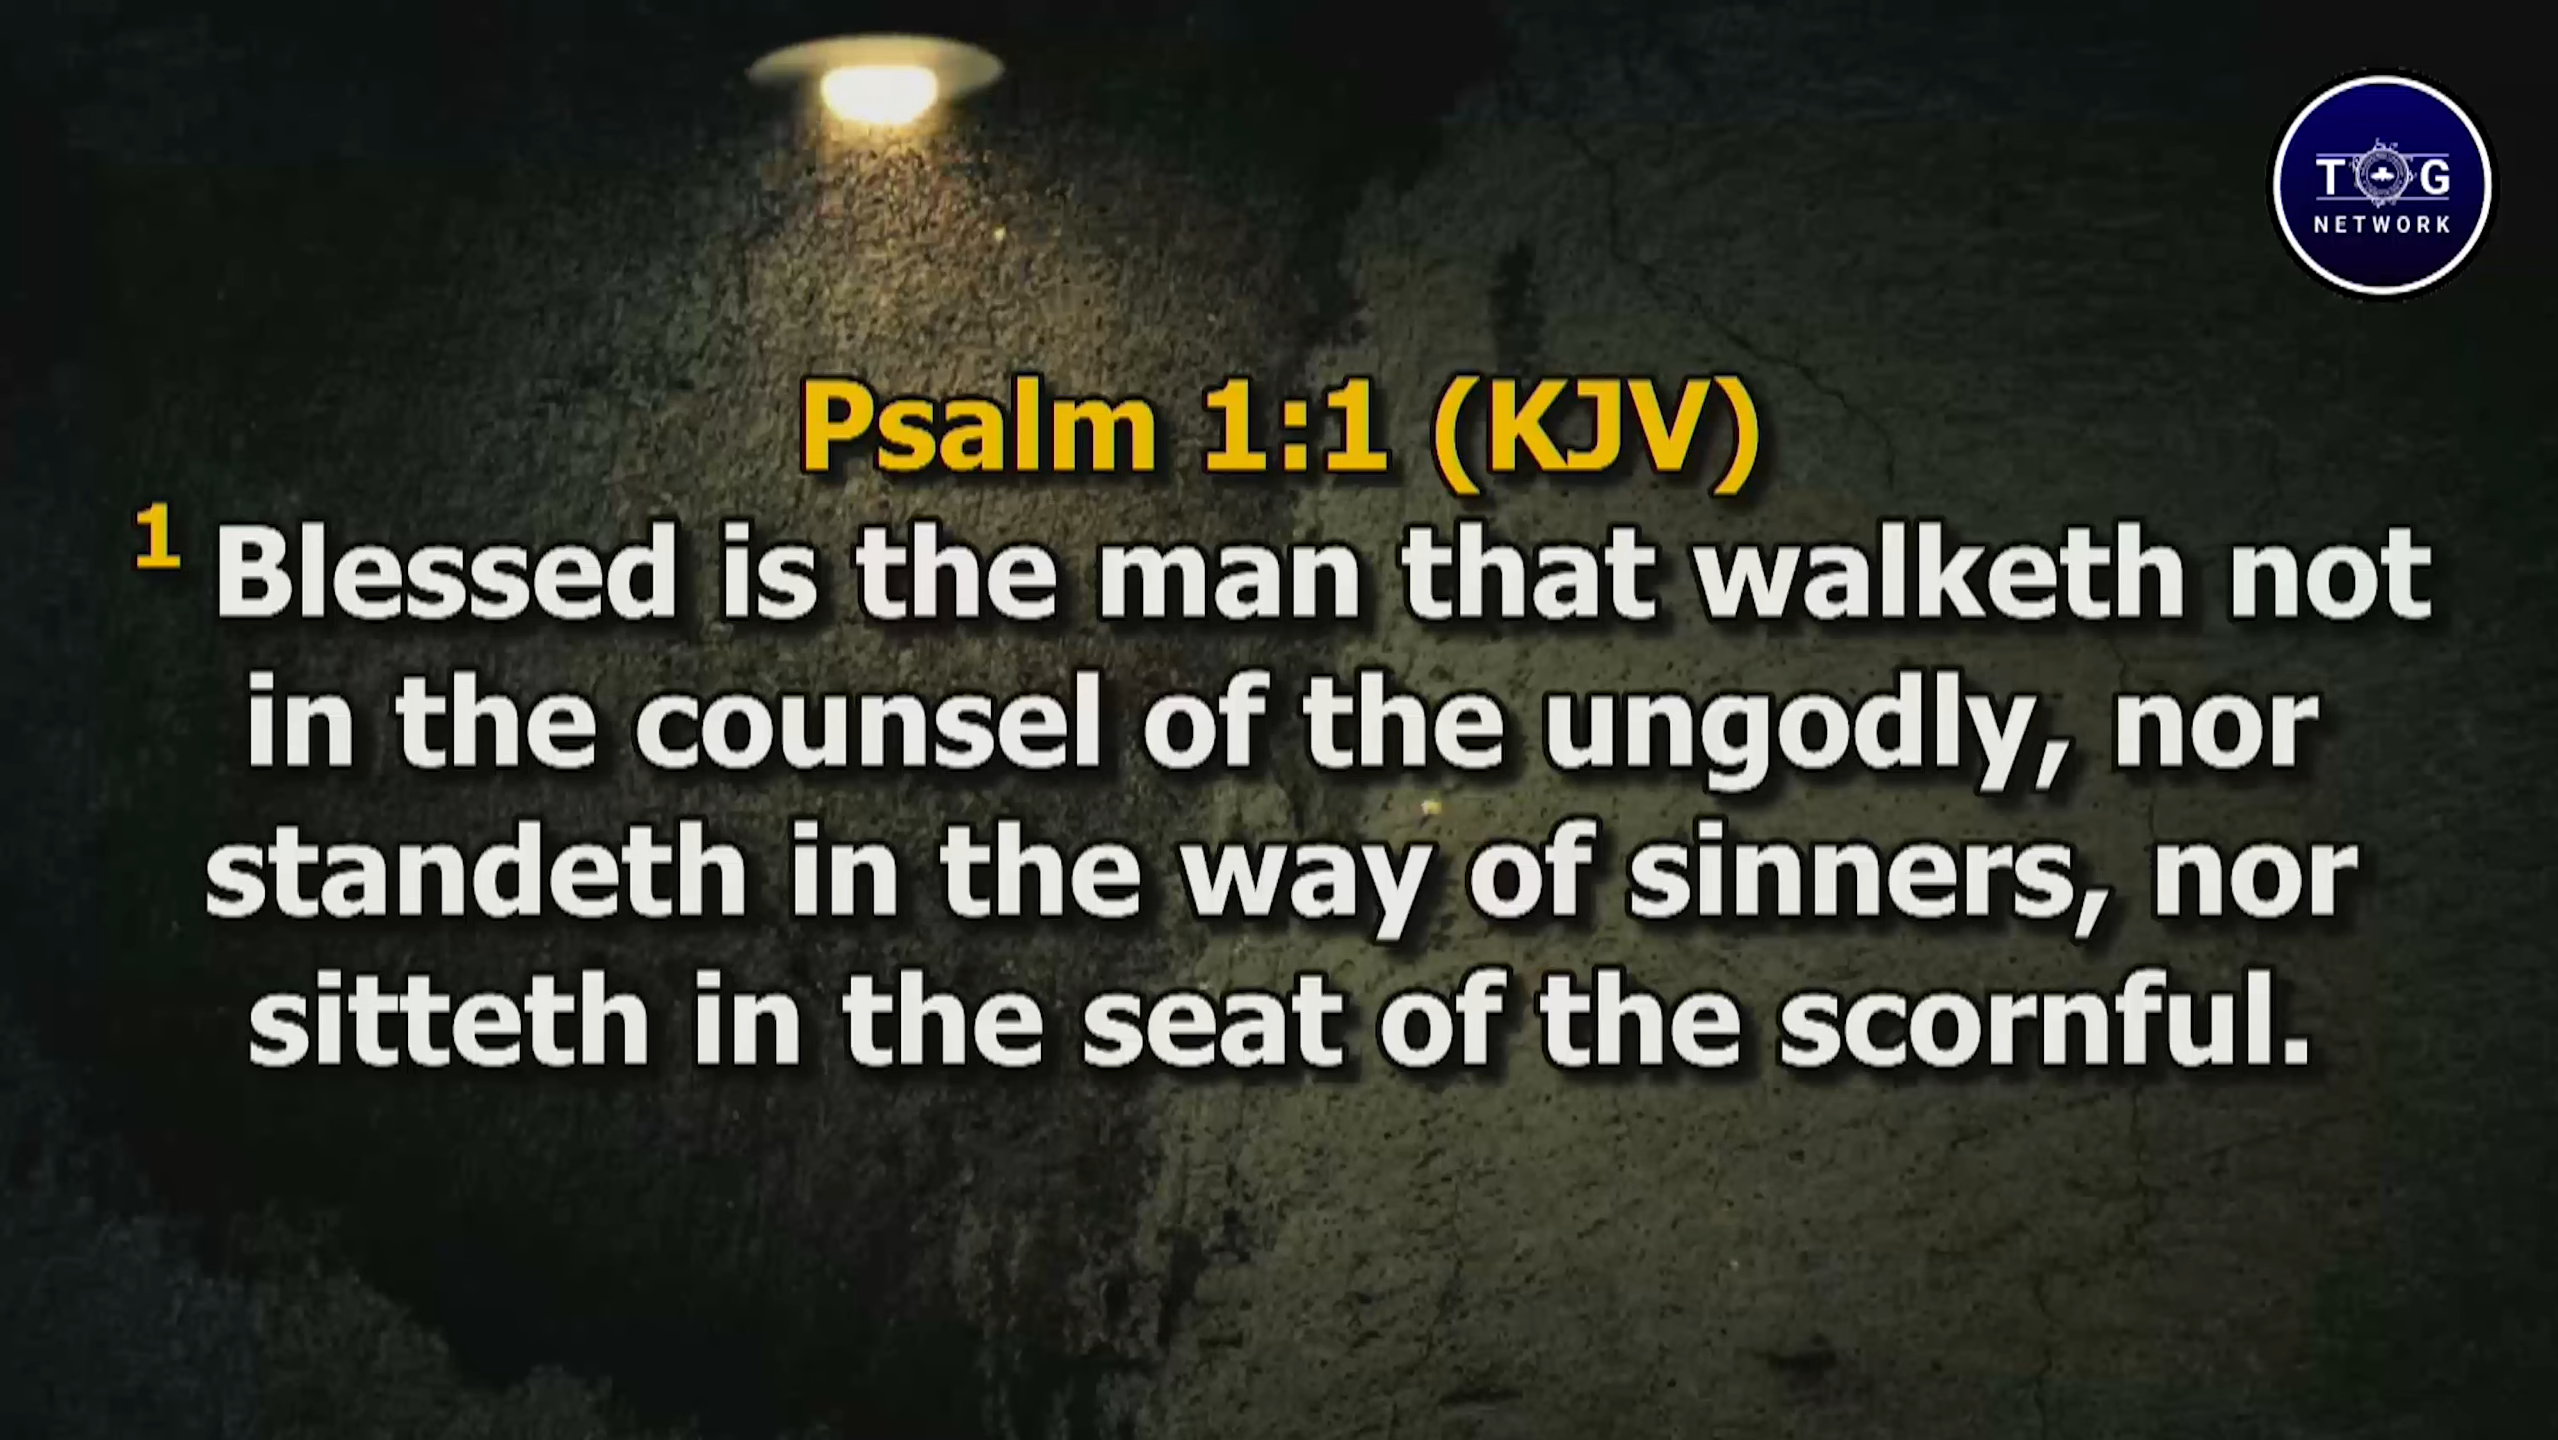 T G
NETWORK
Psalm 1:1 (KJV)
1 Blessed is the man that walketh not
in the counsel of the ungodly, nor
standeth in the way of sinners, nor
sitteth in the seat of the scornful.